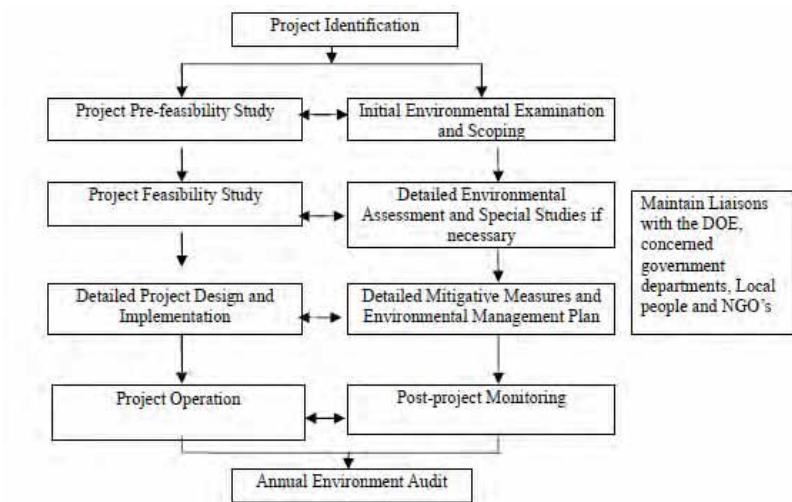 Project Identification
Project Pre-feasibility Study
Initial Environmental Examination
and Scoping
Project Feasibility Study
Detailed Environmental
Assessment and Special Studies if
necessary
Maintain Liaisons
with the DOE,
concerned
government
departments, Local
people and NGO's
Detailed Project Design and
Implementation
Detailed Mitigative Measures and
Environmental Management Plan
Project Operation
Post-project Monitoring
Annual Environment Audit